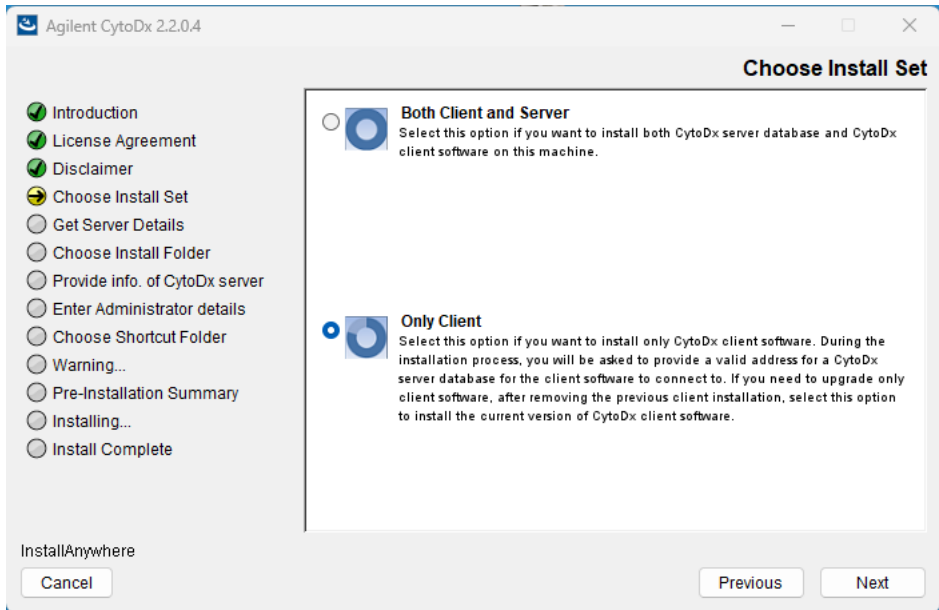 Agilent CytoDx 2.2.0.4
Choose Install Set
Introduction
License Agreement
Disclaimer
Choose Install Set
Get Server Details
Choose Install Folder
Provide info. of CytoDx server
Enter Administrator details
Choose Shortcut Folder
Warning...
Pre-Installation Summary
Installing...
Install Complete
Both Client and Server
Select this option if you want to install both CytoDx server database and CytoDx
client software on this machine.
Only Client
Select this option if you want to install only CytoDx client software. During the
installation process, you will be asked to provide a valid address for a CytoDx
server database for the client software to connect to. If you need to upgrade only
client software, after removing the previous client installation, select this option
to install the current version of CytoDx client software.
InstallAnywhere
Cancel
Previous
Next